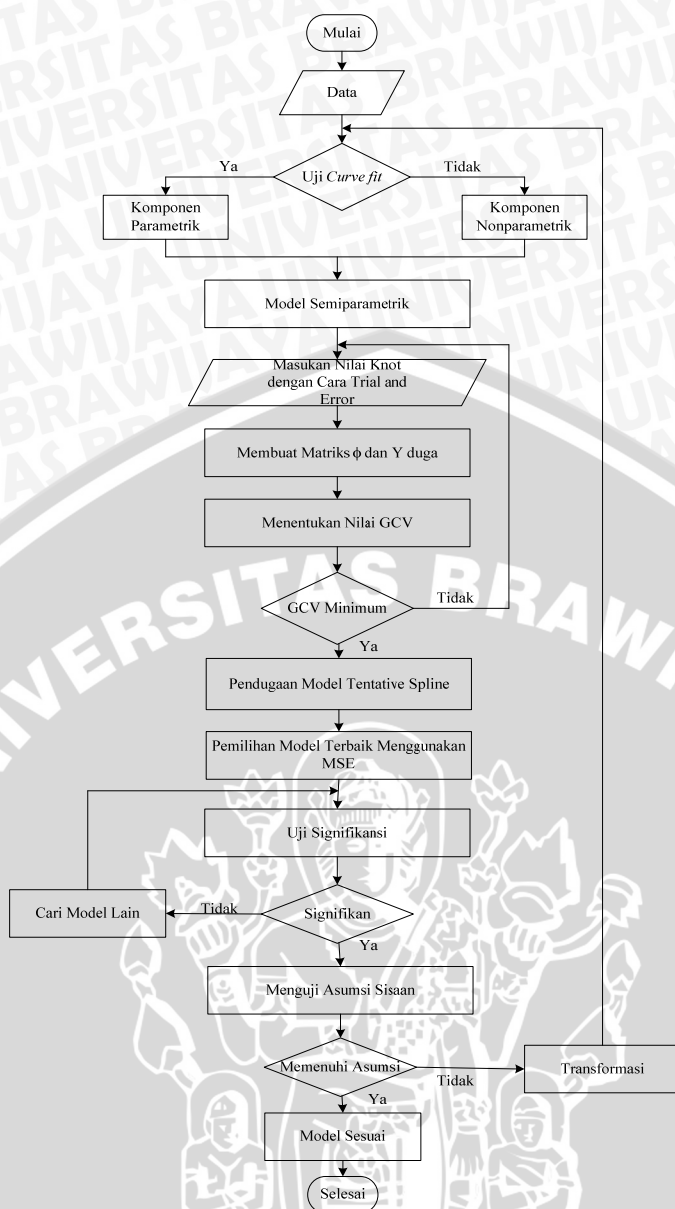 Mulai
Data
Uji Curve fit
Ya
Tidak
Komponen
Parametrik
Komponen
Nonparametrik
Model Semiparametrik
Masukan Nilai Knot
dengan Cara Trial and
Error
Membuat Matriks ϕ dan Y duga
Menentukan Nilai GCV
GCV Minimum
Tidak
Ya
Pendugaan Model Tentative Spline
Pemilihan Model Terbaik Menggunakan
MSE
Uji Signifikansi
Cari Model Lain
Tidak
Signifikan
Ya
Menguji Asumsi Sisaan
Memenuhi Asumsi
Tidak
Transformasi
Ya
Model Sesuai
Selesai
UNIVERSITAS BRAWIJAYA